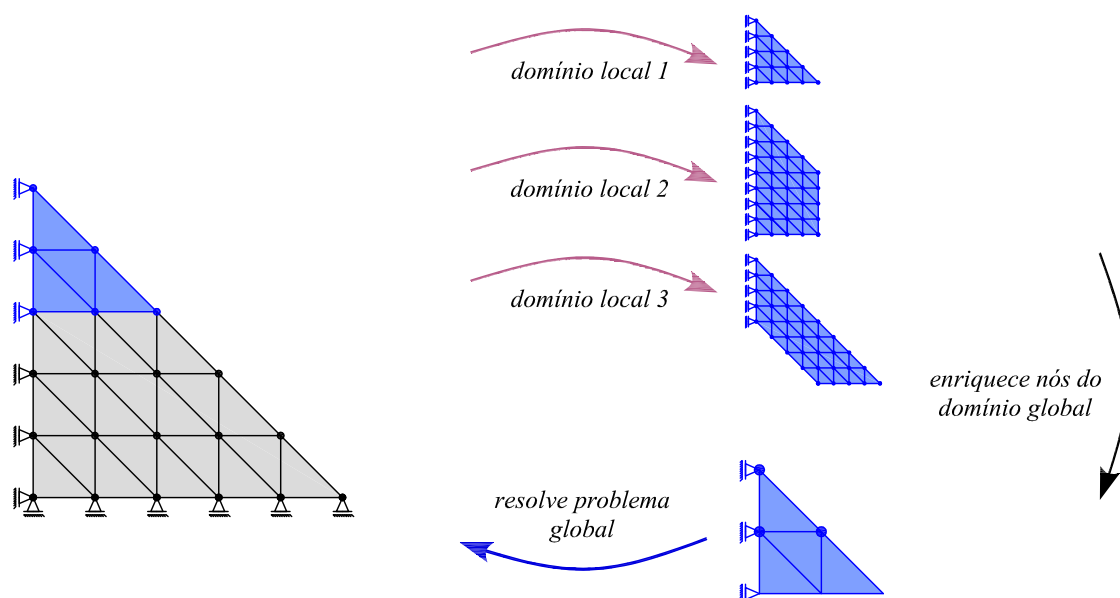 domínio local 1
domínio local 2
domínio local 3
enriquece nós do
domínio global
resolve problema
global